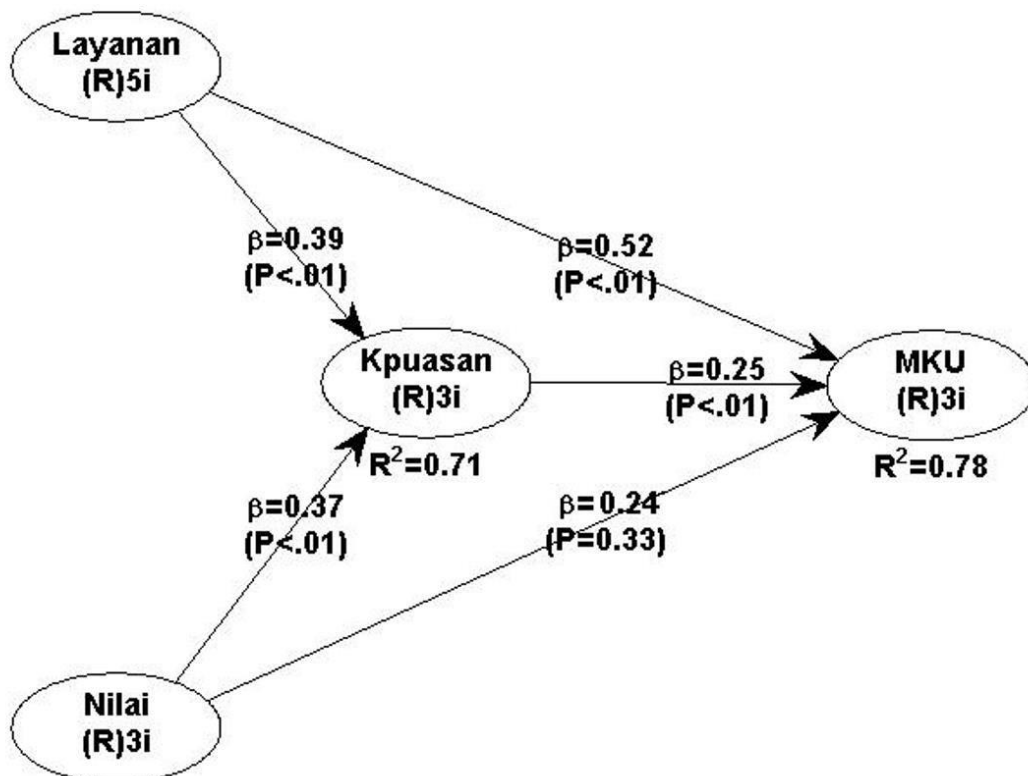 Layanan
(R)5i
β=0.39
(P<.01)
β=0.52
(P<.01)
Kpuasan
(R)3i
R²=0.71
β=0.25
(P<.01)
MKU
(R)3i
R²=0.78
β=0.37
(P<.01)
β=0.24
(P=0.33)
Nilai
(R)3i